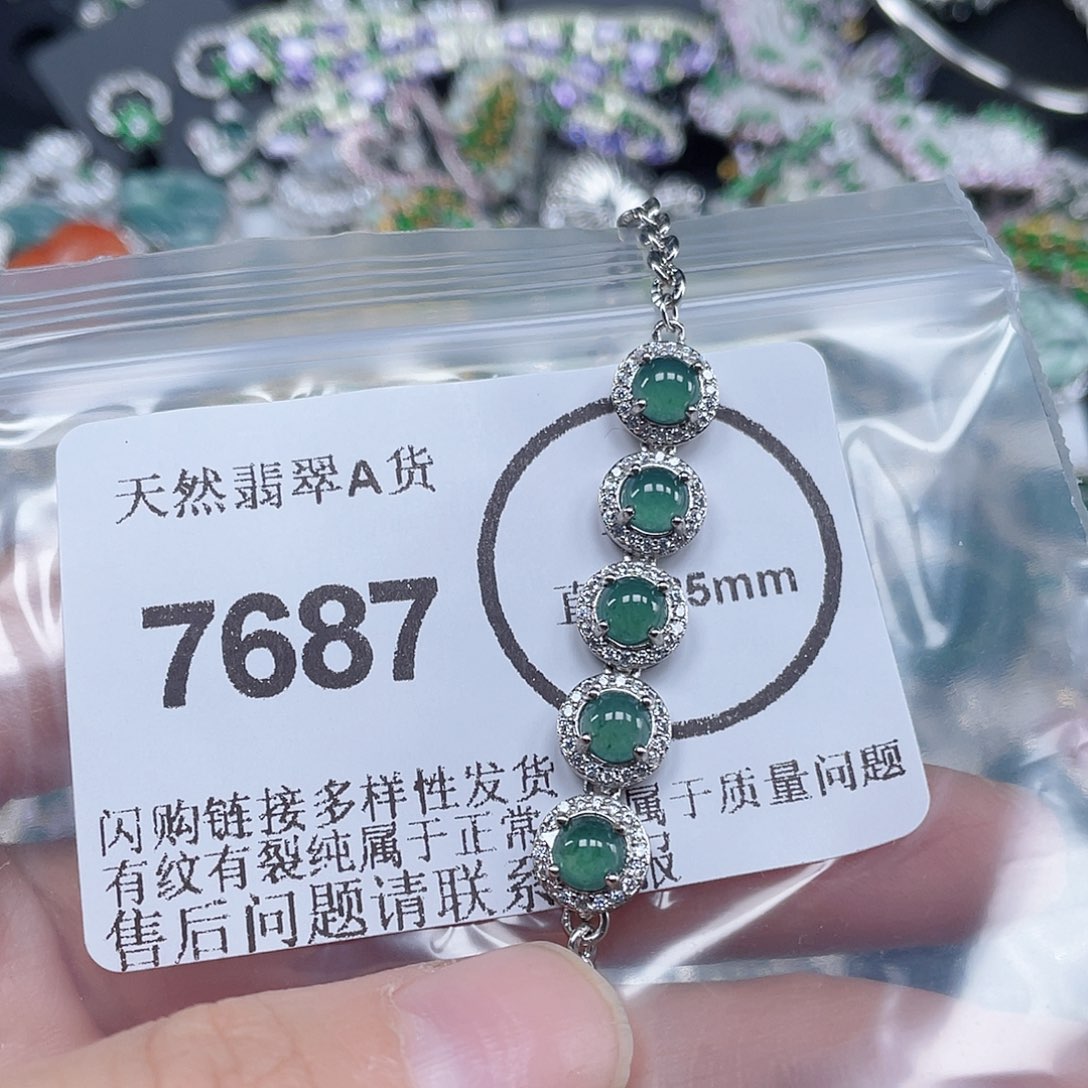 天然翡翠A货
7687
直 5mm
闪购链接多样性发货 属于质量问题
有纹有裂纯属于正常
售后问题请联系 服